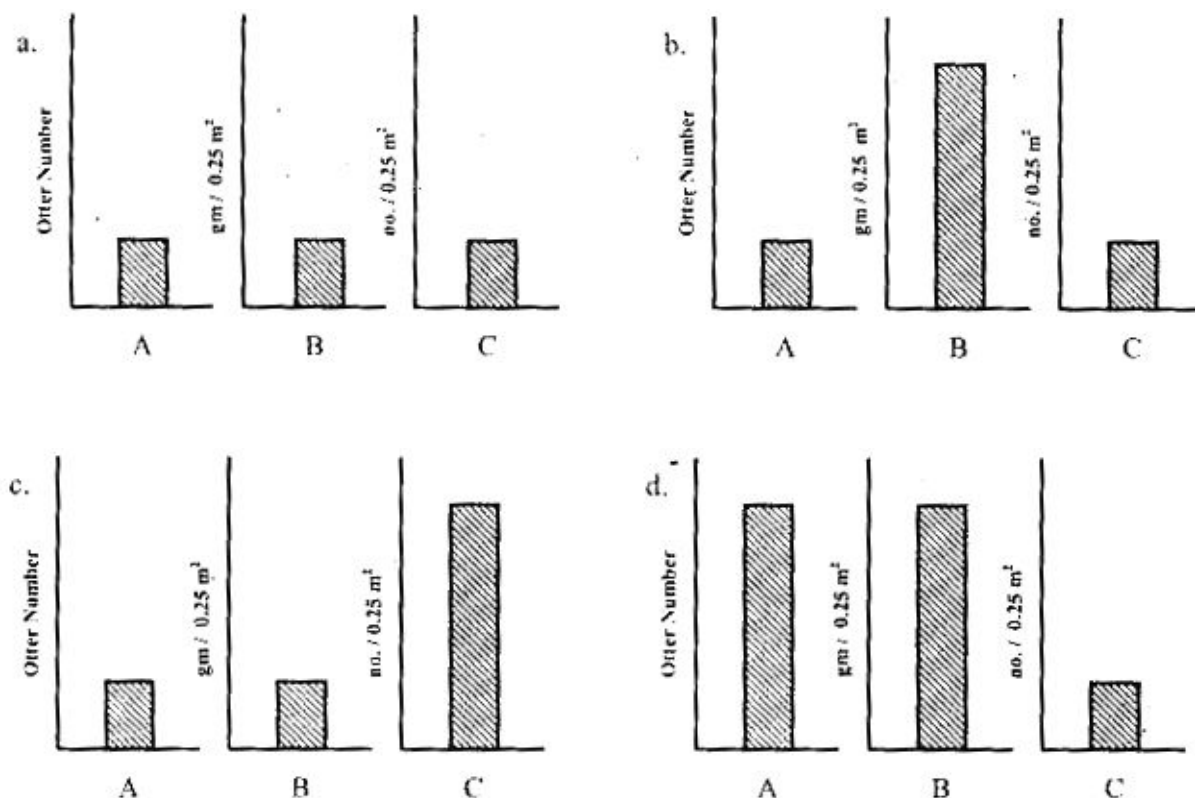 a.
Otter Number
gm / 0.25 m²
no. / 0.25 m²
A B C
b.
Otter Number
gm / 0.25 m²
no. / 0.25 m²
A B C
c.
Otter Number
gm / 0.25 m²
no. / 0.25 m²
A B C
d.
Otter Number
gm / 0.25 m²
no. / 0.25 m²
A B C